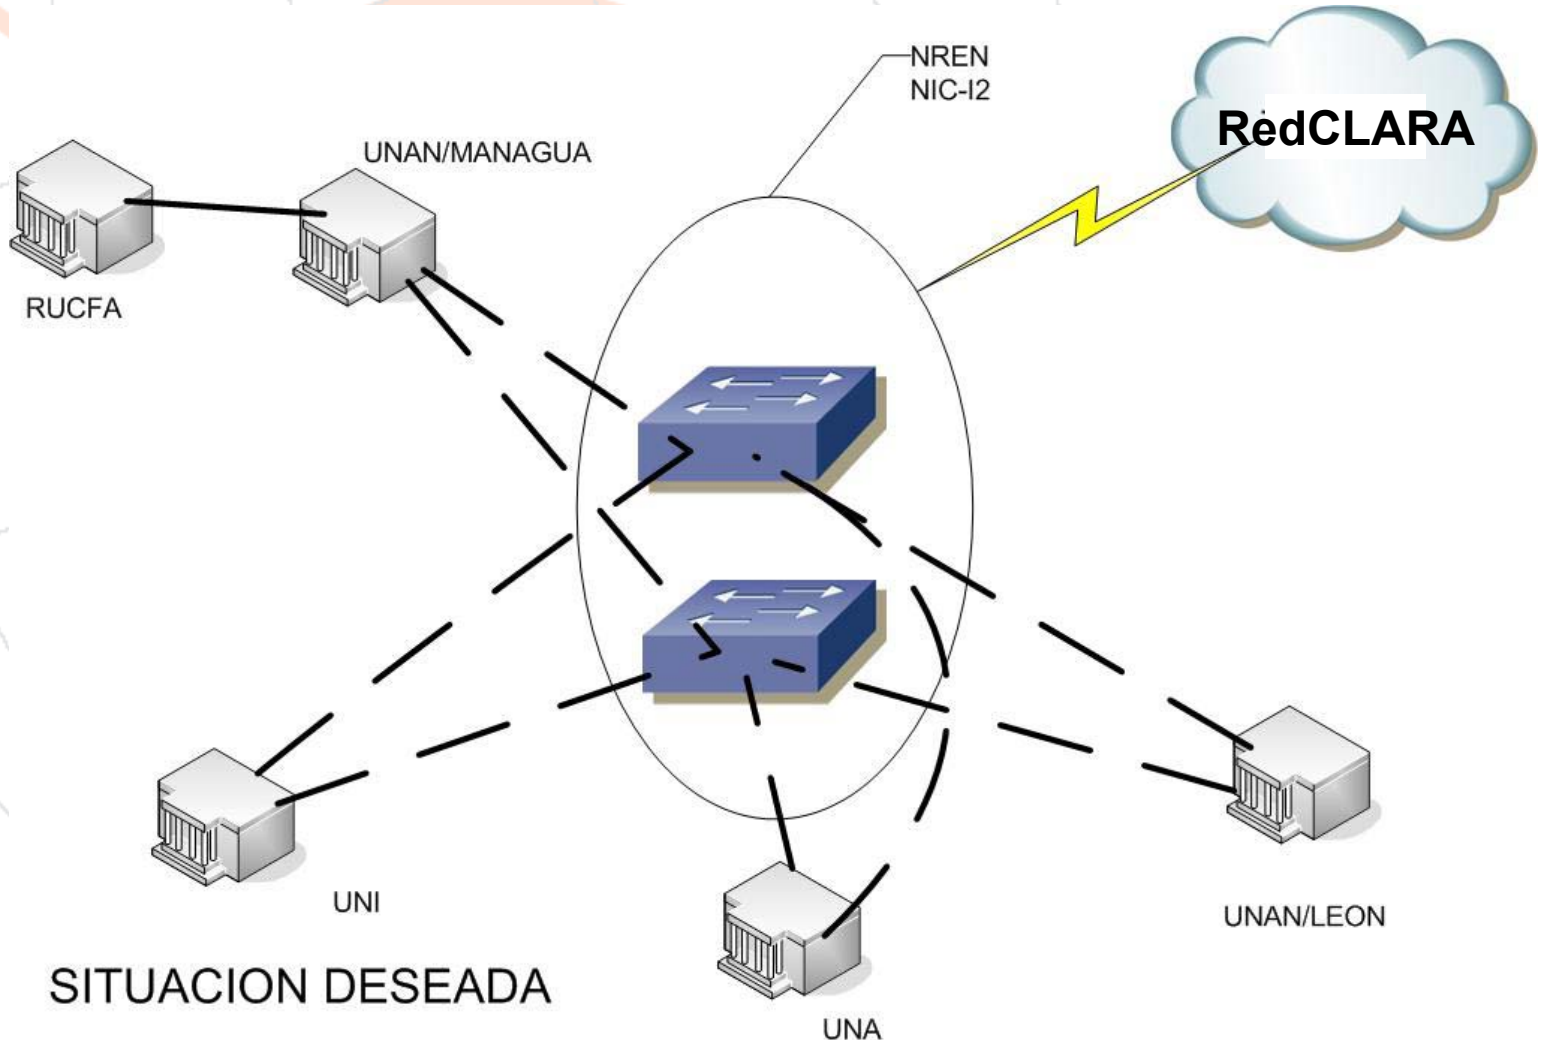 NREN
NIC-I2
RedCLARA
UNAN/MANAGUA
RUCFA
UNI
UNAN/LEON
SITUACION DESEADA
UNA